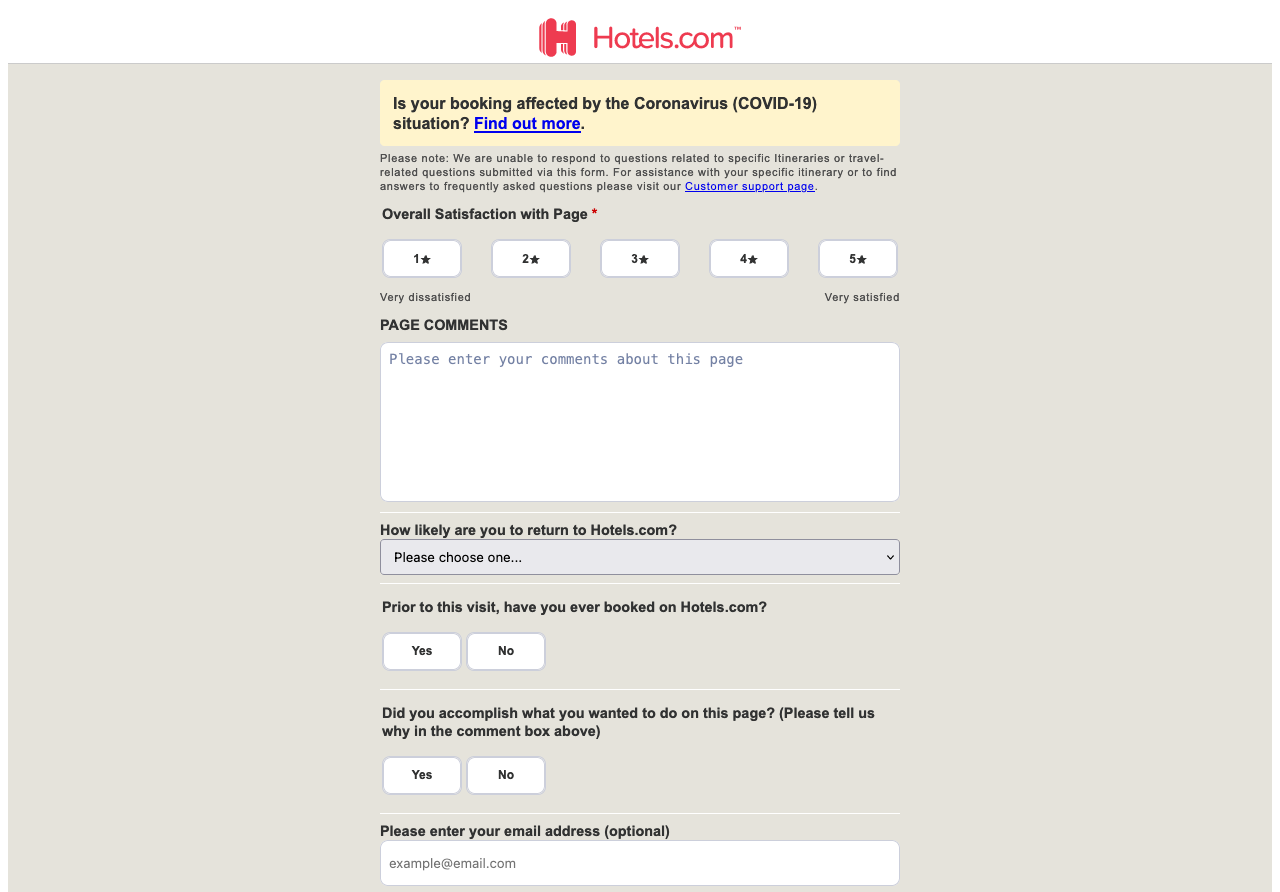 Hotels.com™
Is your booking affected by the Coronavirus (COVID-19)
situation? Find out more.
Please note: We are unable to respond to questions related to specific Itineraries or travel-
related questions submitted via this form. For assistance with your specific itinerary or to find
answers to frequently asked questions please visit our Customer support page.
Overall Satisfaction with Page *
1★ 2★ 3★ 4★ 5★
Very dissatisfied Very satisfied
PAGE COMMENTS
Please enter your comments about this page
How likely are you to return to Hotels.com?
Please choose one...
Prior to this visit, have you ever booked on Hotels.com?
Yes No
Did you accomplish what you wanted to do on this page? (Please tell us
why in the comment box above)
Yes No
Please enter your email address (optional)
example@email.com